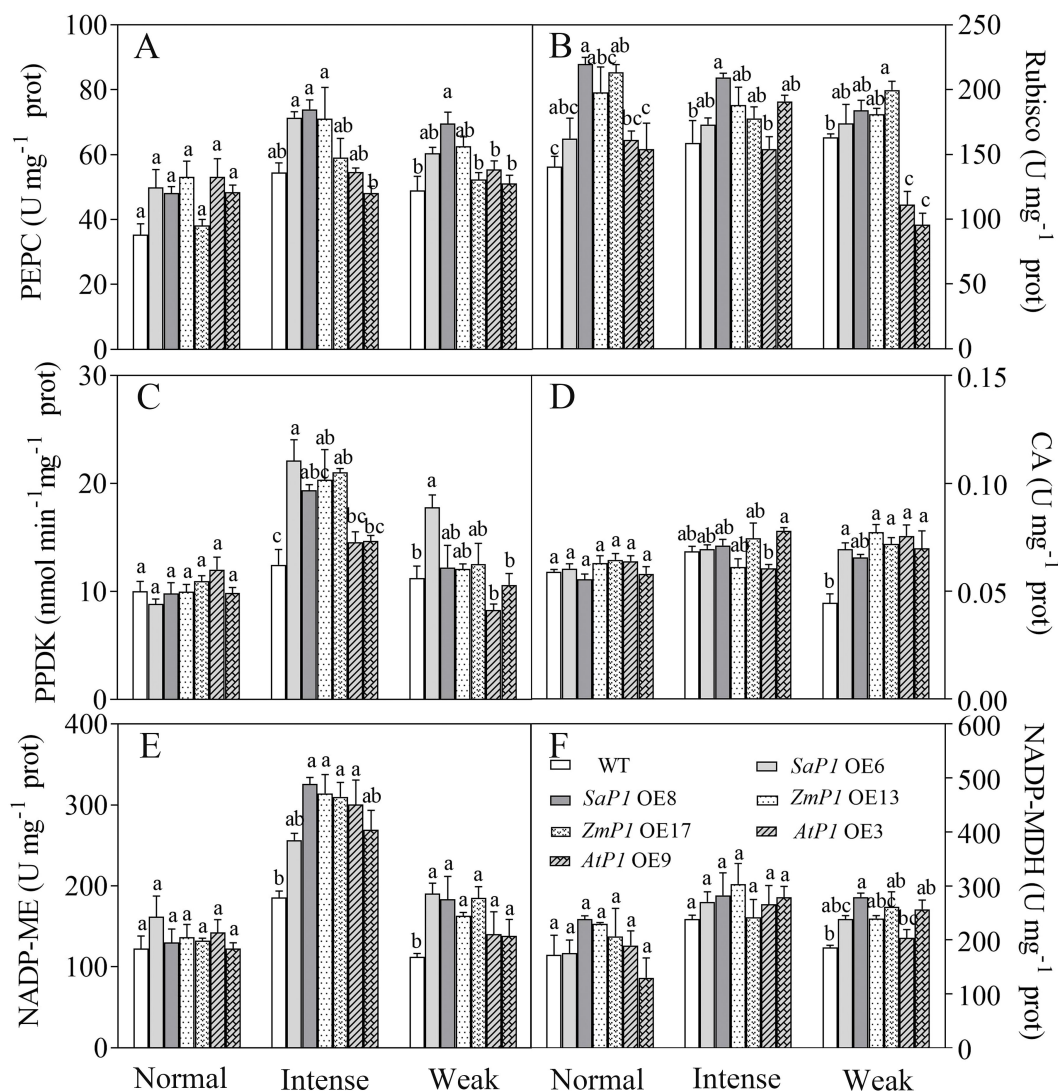 A
PEPC (U mg-1 prot)
100
80
60
40
20
0
a a a a a a a
ab a a a ab ab b
b ab a ab b b b
B
Rubisco (U mg-1 prot)
250
200
150
100
50
0
c abc a abc ab bc c
b ab a ab ab b ab
b ab ab ab a c c
C
PPDK (nmol min-1mg-1 prot)
30
20
10
0
a a a a a a a
c a abc ab ab bc bc
b a ab ab ab b b
D
CA (U mg-1 prot)
0.15
0.10
0.05
0.00
a a a a a a a
ab ab a ab ab b a
b a a a a a a
E
NADP-ME (U mg-1 prot)
400
300
200
100
0
a a a a a a a
b ab a a a a ab
b a a a a a a
Normal Intense Weak
F
NADP-MDH (U mg-1 prot)
600
500
400
300
200
100
0
WT SaP1 OE6
SaP1 OE8 ZmP1 OE13
ZmP1 OE17 AtP1 OE3
AtP1 OE9
a a a a a a a
a a a a a a a
b abc a abc ab bc ab
Normal Intense Weak